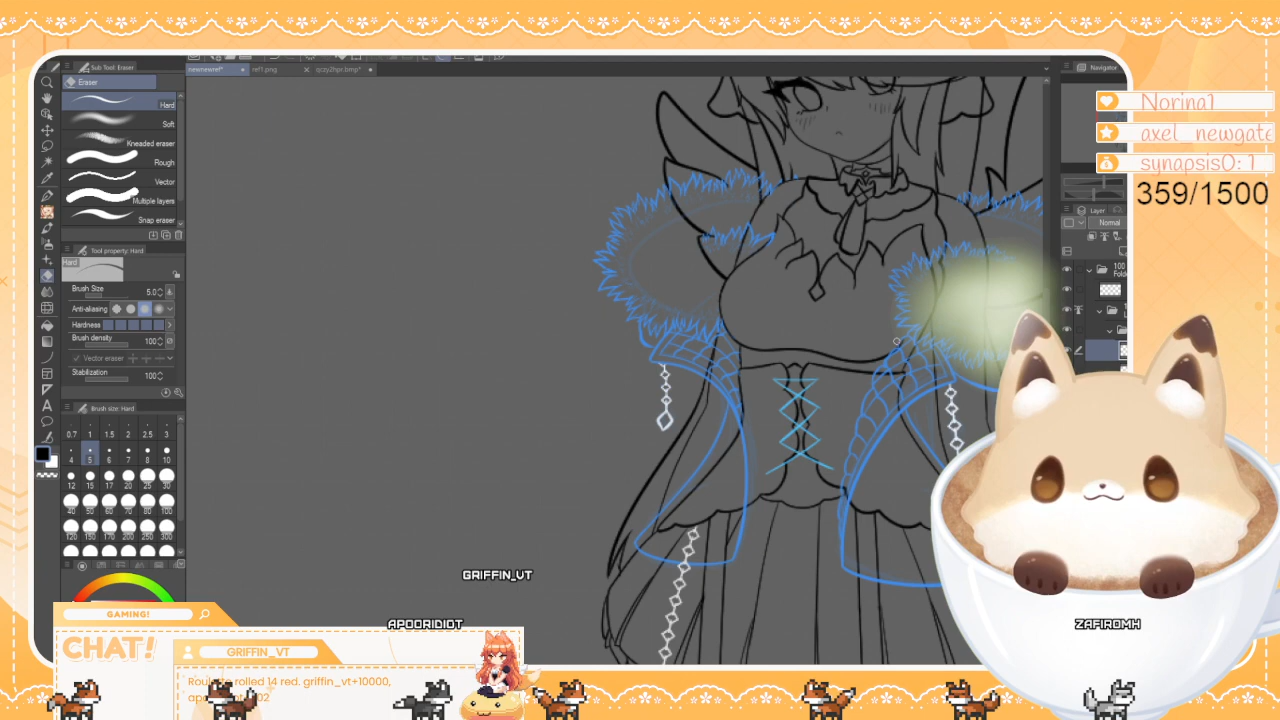 Sub Tool: Eraser
Eraser
Hard
Soft
Kneaded eraser
Rough
Vector
Multiple layers
Snap eraser
Tool property: Hard
Hard
Brush Size 5.0
Anti-aliasing
Hardness
Brush density 100
Vector eraser
Stabilization 100
Brush size: Hard
0.7 1 1.5 2 2.5 3
4 5 6 7 8 10
12 15 17 20 25 30
40 50 60 70 80 100
120 150 170 200 250 300
newnewref*
ref1.png
Navigator
Layer
Normal
100
Norina1
axel_newgate
synapsis0: 1
359/1500
GRIFFIN_VT
APOORIDIOT
ZAFIROMH
GAMING!
CHAT!
GRIFFIN_VT
rolled 14 red. griffin_vt+10000,